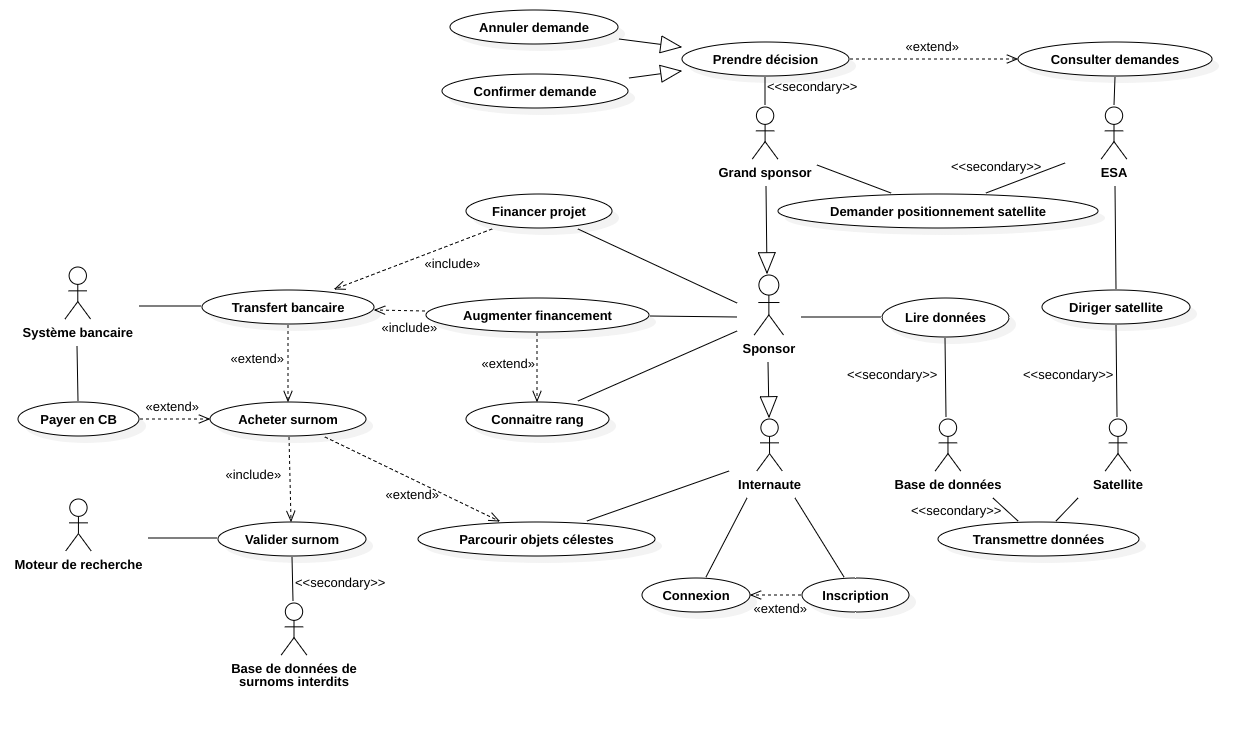 Annuler demande
«extend»
Prendre décision
Consulter demandes
Confirmer demande
<<secondary>>
Grand sponsor
<<secondary>>
ESA
Financer projet
Demander positionnement satellite
«include»
Transfert bancaire
Augmenter financement
Lire données
Diriger satellite
Système bancaire
«include»
Sponsor
«extend»
«extend»
<<secondary>>
<<secondary>>
«extend»
Payer en CB
Acheter surnom
Connaitre rang
«include»
«extend»
Internaute
Base de données
Satellite
<<secondary>>
Valider surnom
Parcourir objets célestes
Transmettre données
Moteur de recherche
<<secondary>>
Connexion
Inscription
«extend»
Base de données de
surnoms interdits